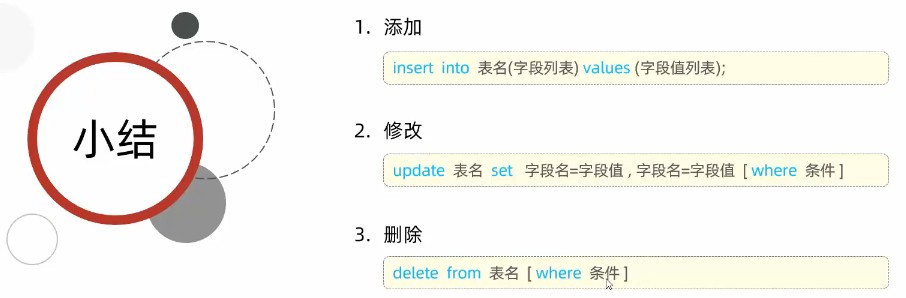 小结
1. 添加
insert into 表名(字段列表) values (字段值列表);
2. 修改
update 表名 set 字段名=字段值 , 字段名=字段值 [ where 条件 ]
3. 删除
delete from 表名 [ where 条件 ]